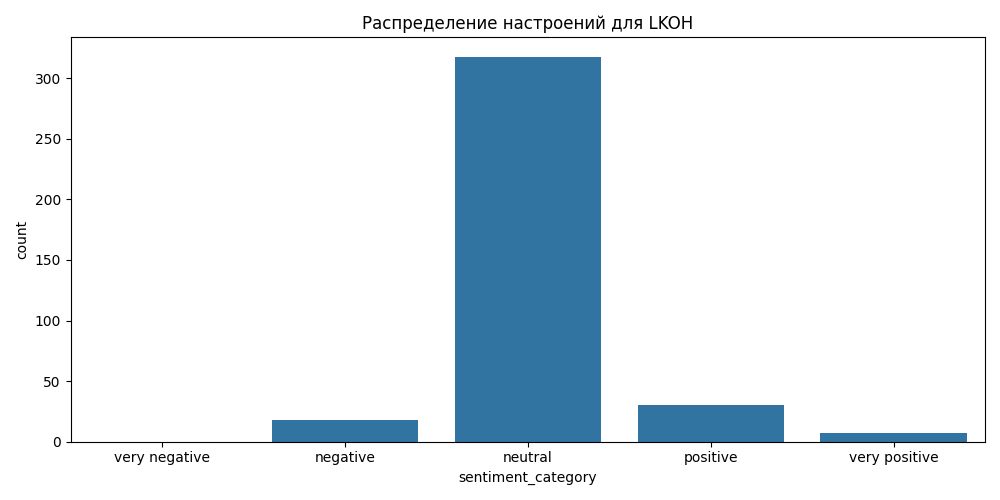 Распределение настроений для LKOH
300
250
200
150
100
50
0
count
very negative
negative
neutral
positive
very positive
sentiment_category